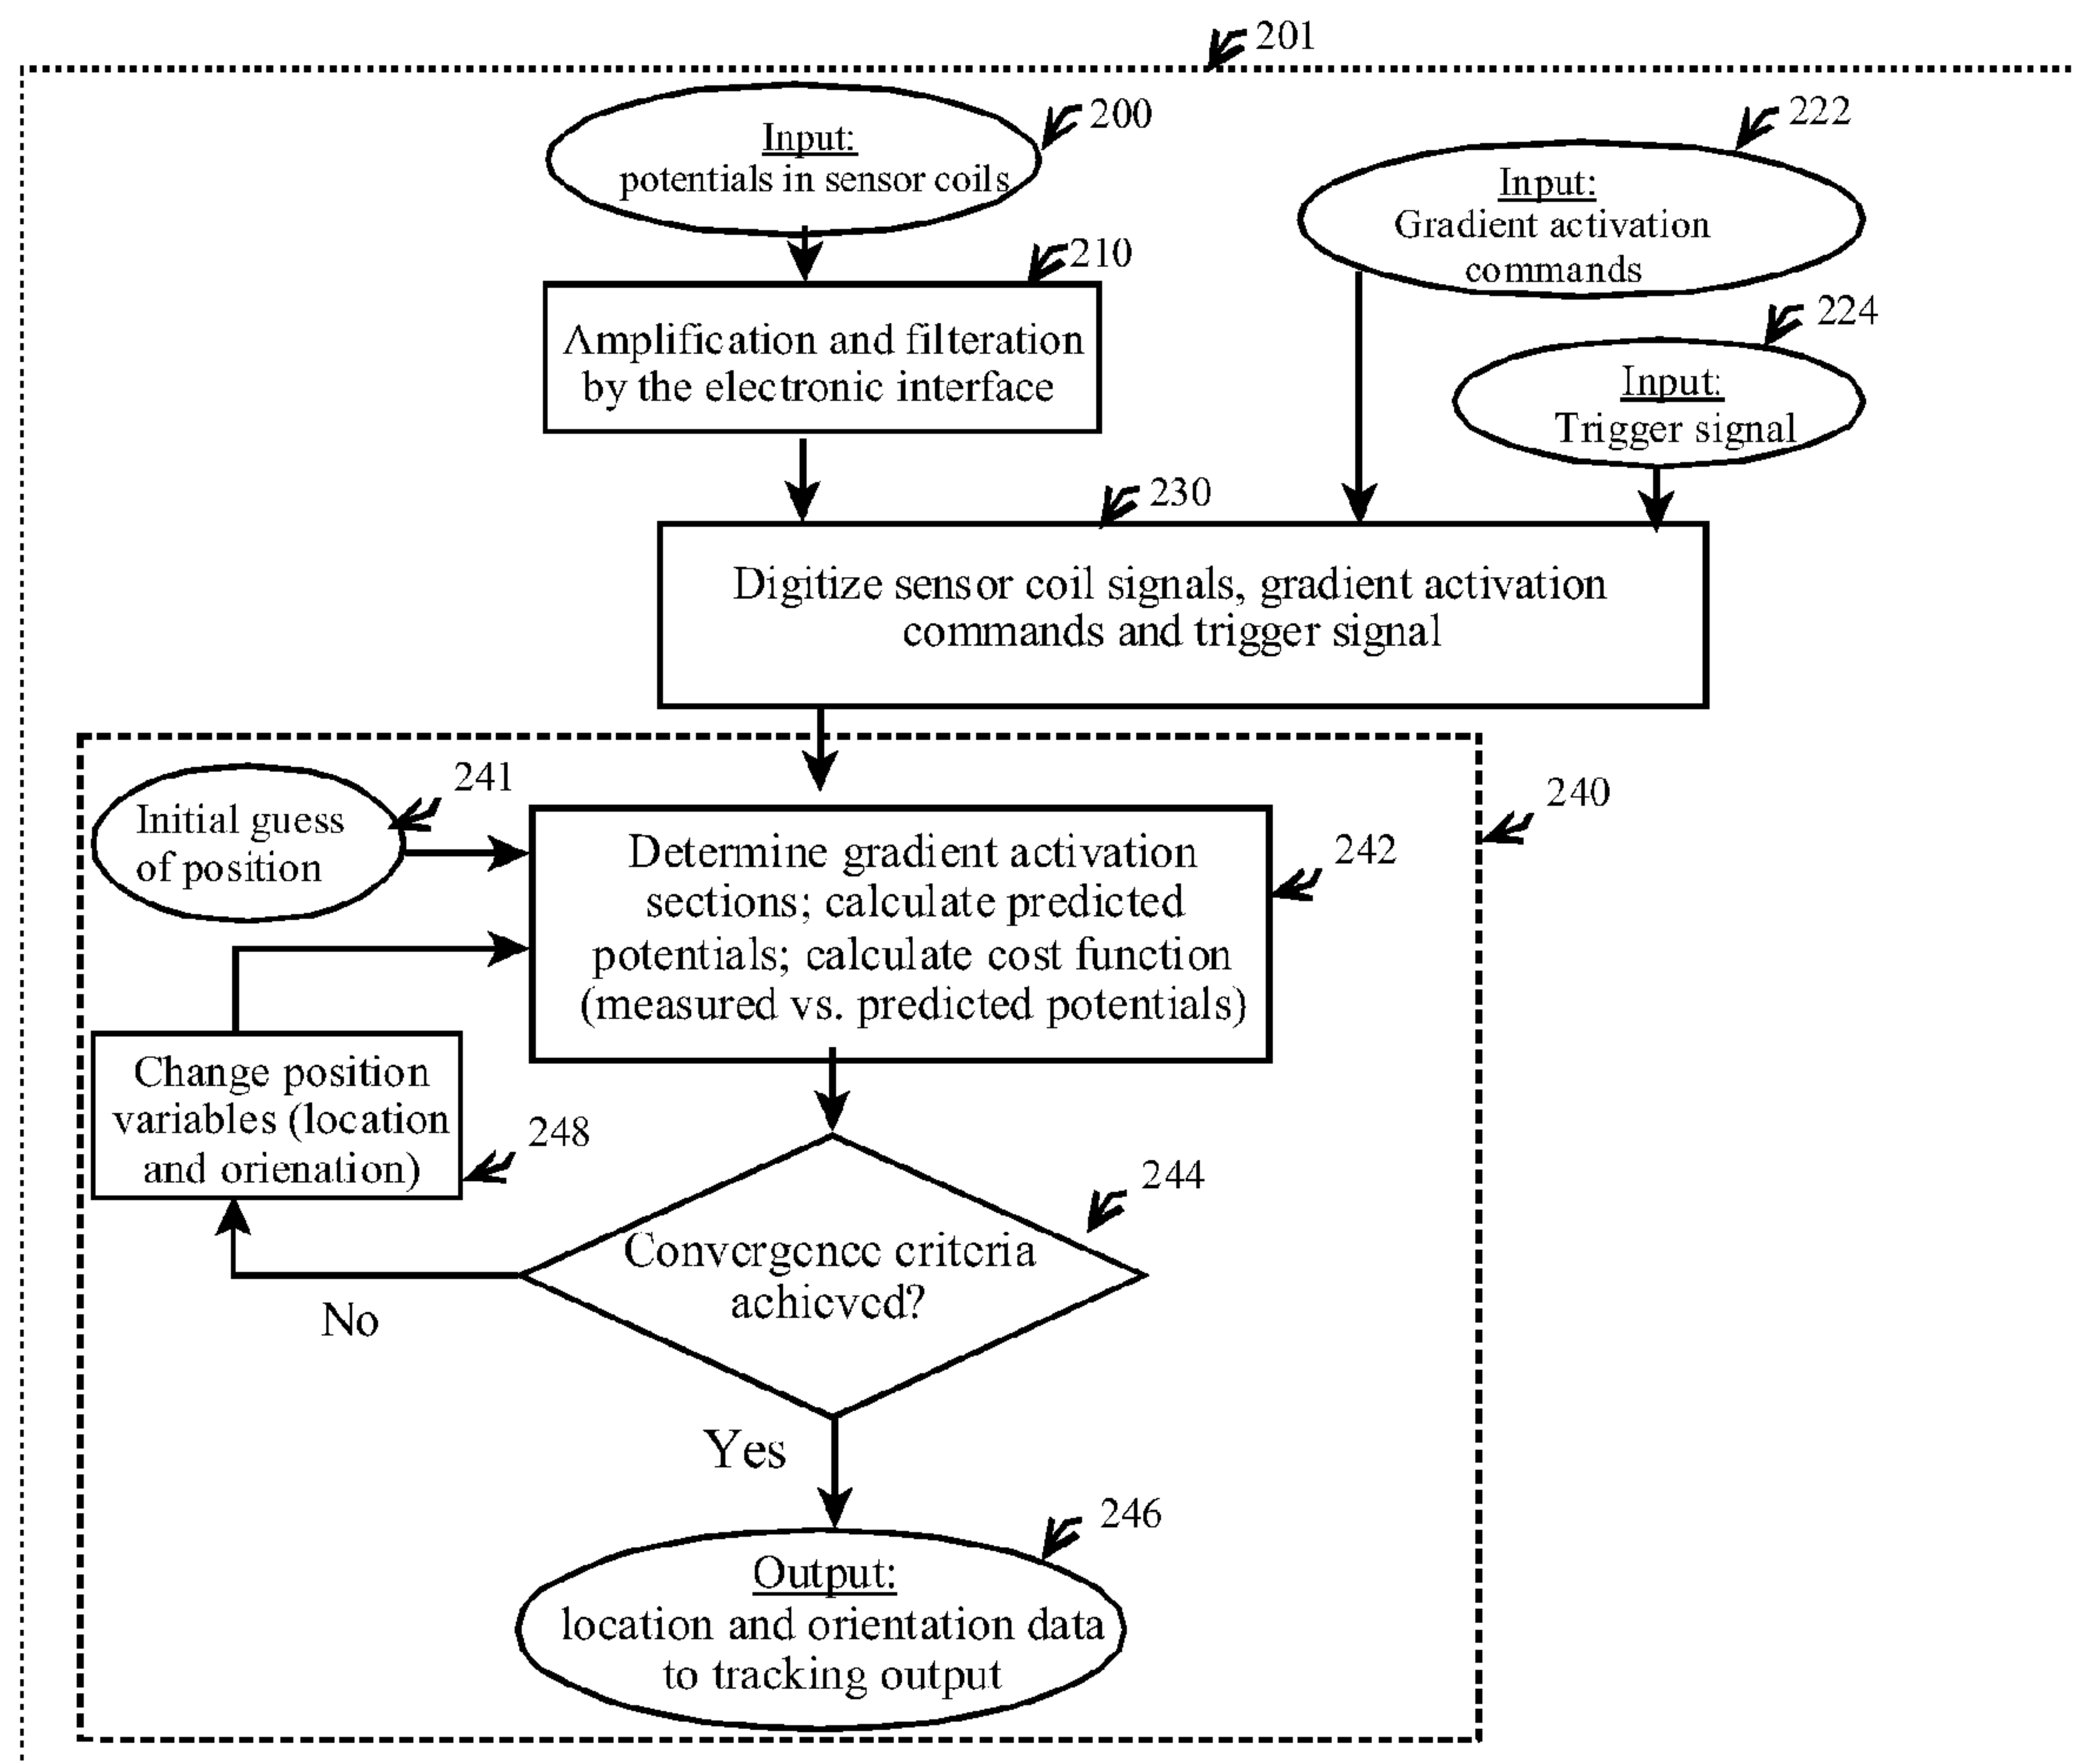 201
200
Input:
potentials in sensor coils
222
Input:
Gradient activation
commands
210
Amplification and filteration
by the electronic interface
224
Input:
Trigger signal
230
Digitize sensor coil signals, gradient activation
commands and trigger signal
240
241
Initial guess
of position
242
Determine gradient activation
sections; calculate predicted
potentials; calculate cost function
(measured vs. predicted potentials)
Change position
variables (location
and orienation)
248
244
Convergence criteria
achieved?
No
Yes
246
Output:
location and orientation data
to tracking output